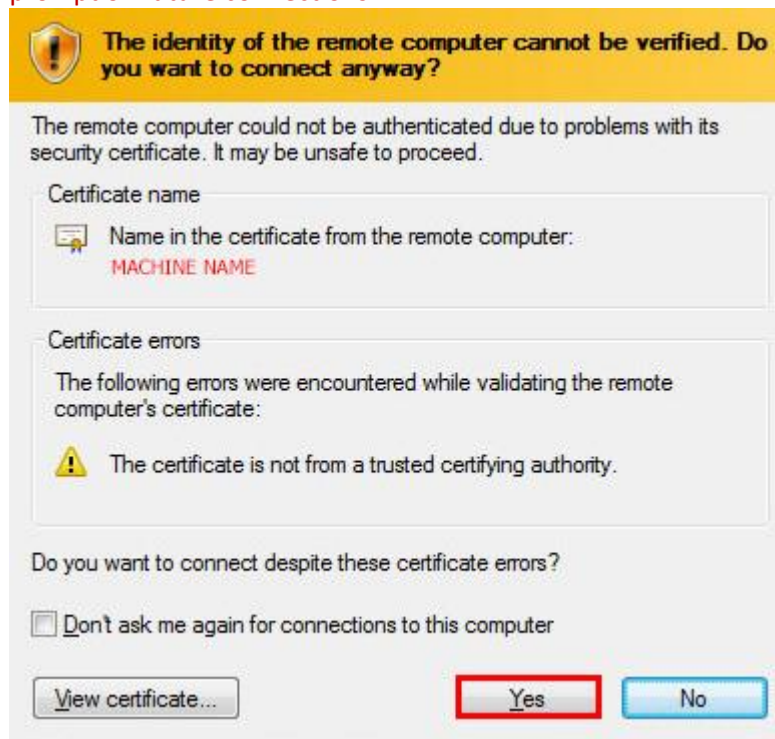 The identity of the remote computer cannot be verified. Do
you want to connect anyway?
The remote computer could not be authenticated due to problems with its
security certificate. It may be unsafe to proceed.
Certificate name
Name in the certificate from the remote computer:
MACHINE NAME
Certificate errors
The following errors were encountered while validating the remote
computer's certificate:
The certificate is not from a trusted certifying authority.
Do you want to connect despite these certificate errors?
Don't ask me again for connections to this computer
View certificate...
Yes
No